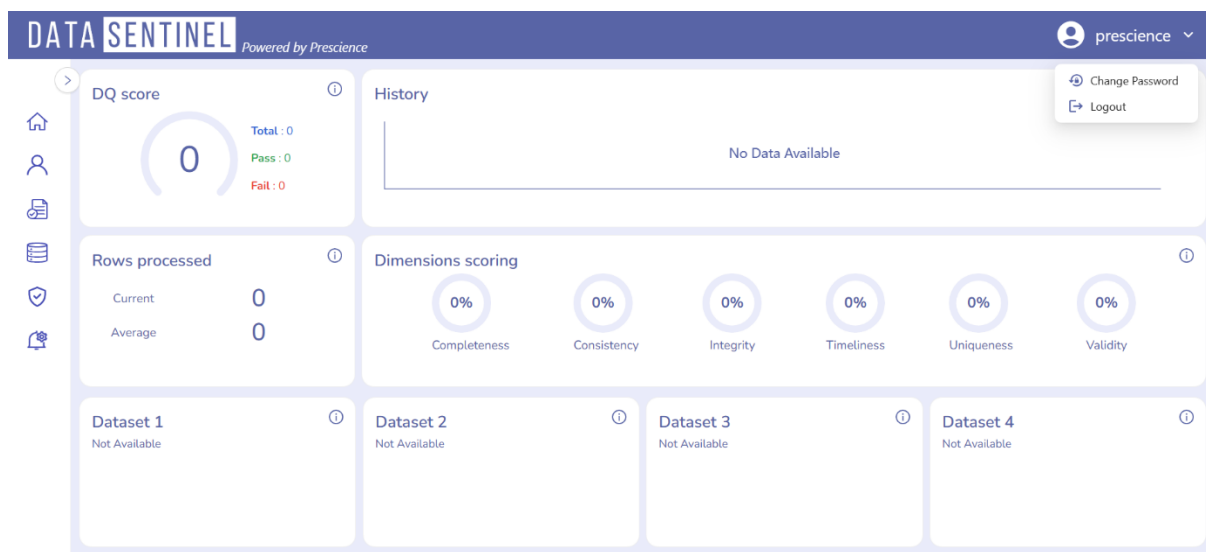 DATA SENTINEL Powered by Prescience
prescience
Change Password
Logout
DQ score
0
Total : 0
Pass : 0
Fail : 0
History
No Data Available
Rows processed
Current 0
Average 0
Dimensions scoring
0% 0% 0% 0% 0% 0%
Completeness Consistency Integrity Timeliness Uniqueness Validity
Dataset 1
Not Available
Dataset 2
Not Available
Dataset 3
Not Available
Dataset 4
Not Available